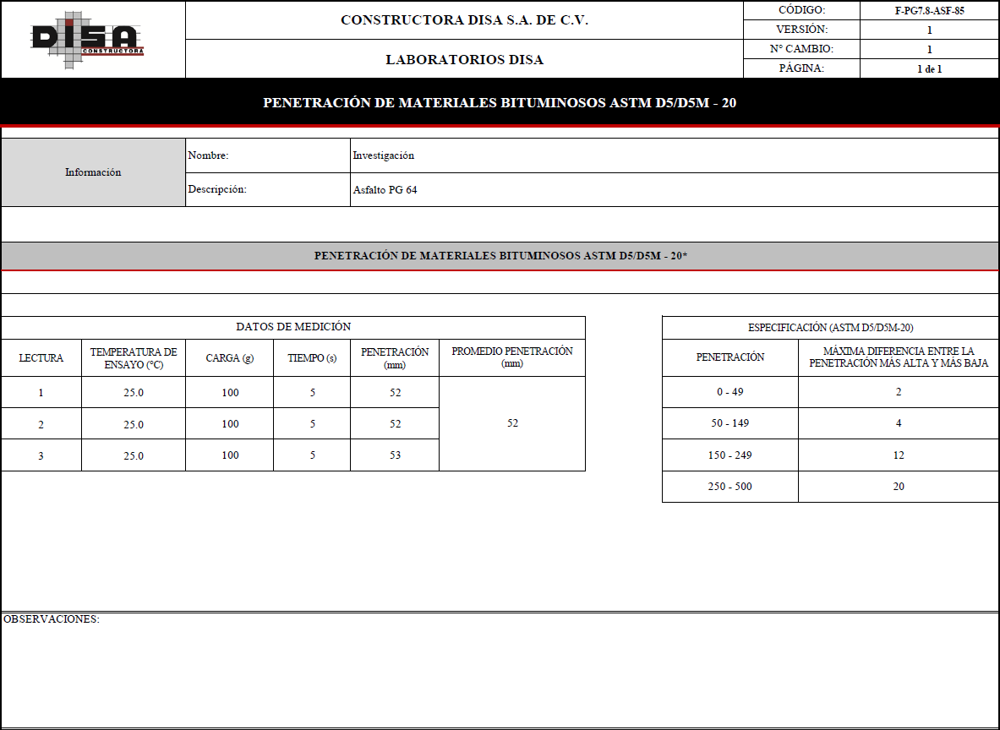 DISA
CONSTRUCTORA
CONSTRUCTORA DISA S.A. DE C.V.
LABORATORIOS DISA
CÓDIGO: F-PG7.8-ASF-85
VERSIÓN: 1
N° CAMBIO: 1
PÁGINA: 1 de 1
PENETRACIÓN DE MATERIALES BITUMINOSOS ASTM D5/D5M - 20
Información
Nombre: Investigación
Descripción: Asfalto PG 64
PENETRACIÓN DE MATERIALES BITUMINOSOS ASTM D5/D5M - 20*
DATOS DE MEDICIÓN
LECTURA
TEMPERATURA DE
ENSAYO (°C)
CARGA (g)
TIEMPO (s)
PENETRACIÓN
(mm)
PROMEDIO PENETRACIÓN
(mm)
1 25.0 100 5 52
2 25.0 100 5 52
52
3 25.0 100 5 53
ESPECIFICACIÓN (ASTM D5/D5M-20)
PENETRACIÓN
MÁXIMA DIFERENCIA ENTRE LA
PENETRACIÓN MÁS ALTA Y MÁS BAJA
0 - 49 2
50 - 149 4
150 - 249 12
250 - 500 20
OBSERVACIONES: